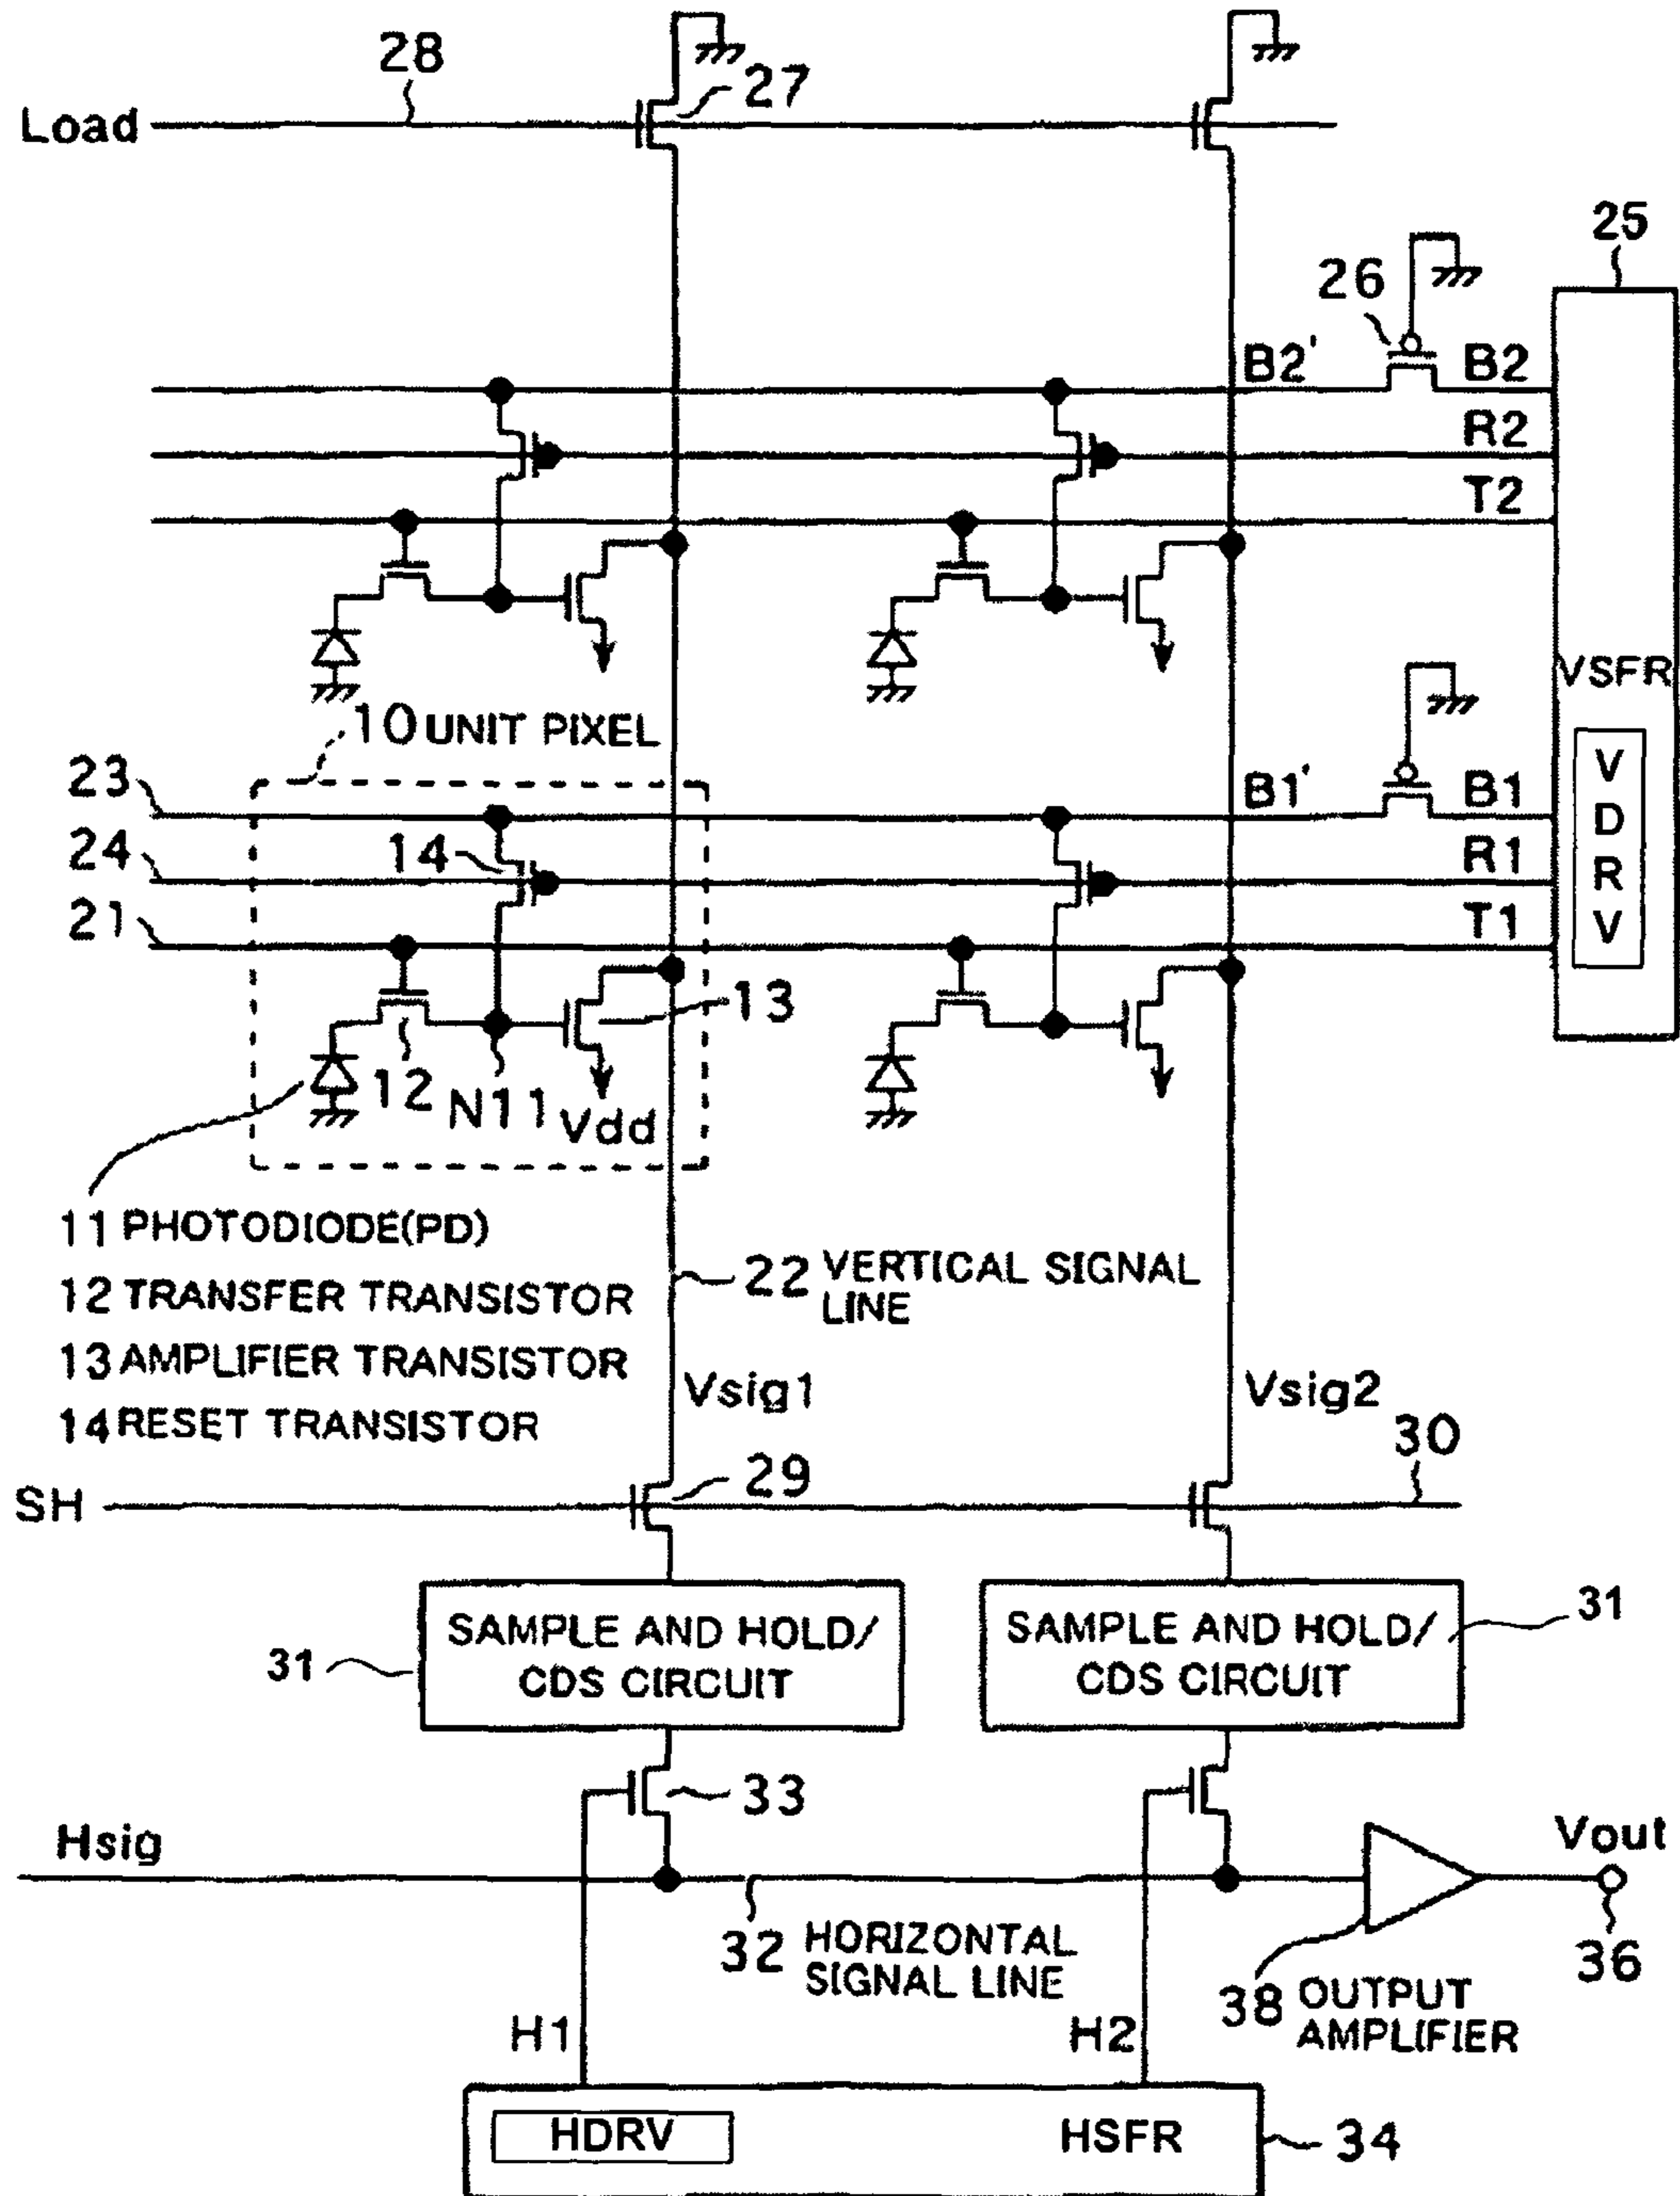 28
27
Load
25
26
B2'
B2
R2
T2
VSFR
10 UNIT PIXEL
23
B1'
B1
V
D
R
V
14
24
R1
21
T1
13
12
N11
Vdd
11 PHOTODIODE(PD)
12 TRANSFER TRANSISTOR
13 AMPLIFIER TRANSISTOR
14 RESET TRANSISTOR
22 VERTICAL SIGNAL
LINE
Vsig1
Vsig2
30
29
SH
SAMPLE AND HOLD/
CDS CIRCUIT
31
SAMPLE AND HOLD/
CDS CIRCUIT
31
33
Hsig
Vout
32 HORIZONTAL
SIGNAL LINE
36
38 OUTPUT
AMPLIFIER
H1
H2
HDRV
HSFR
34